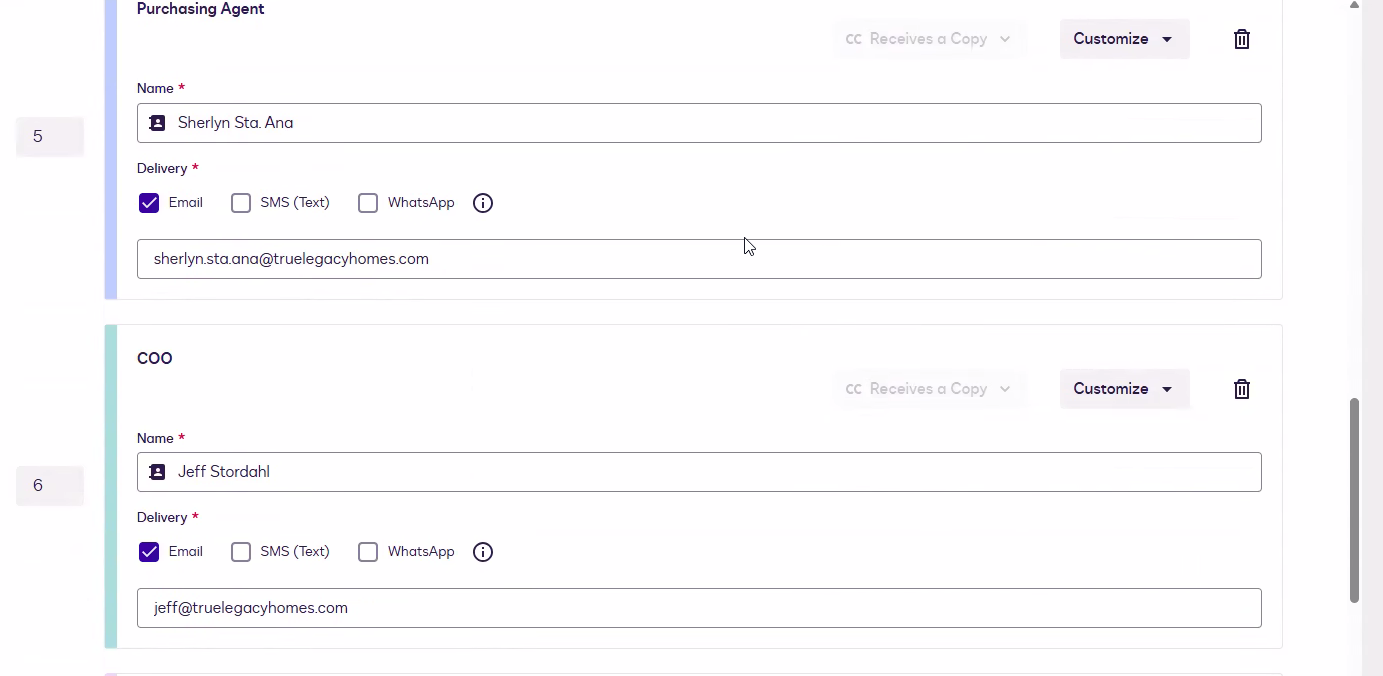 Purchasing Agent
CC Receives a Copy
Customize
Name *
5
Sherlyn Sta. Ana
Delivery *
Email
SMS (Text)
WhatsApp
sherlyn.sta.ana@truelegacyhomes.com
COO
CC Receives a Copy
Customize
Name *
6
Jeff Stordahl
Delivery *
Email
SMS (Text)
WhatsApp
jeff@truelegacyhomes.com